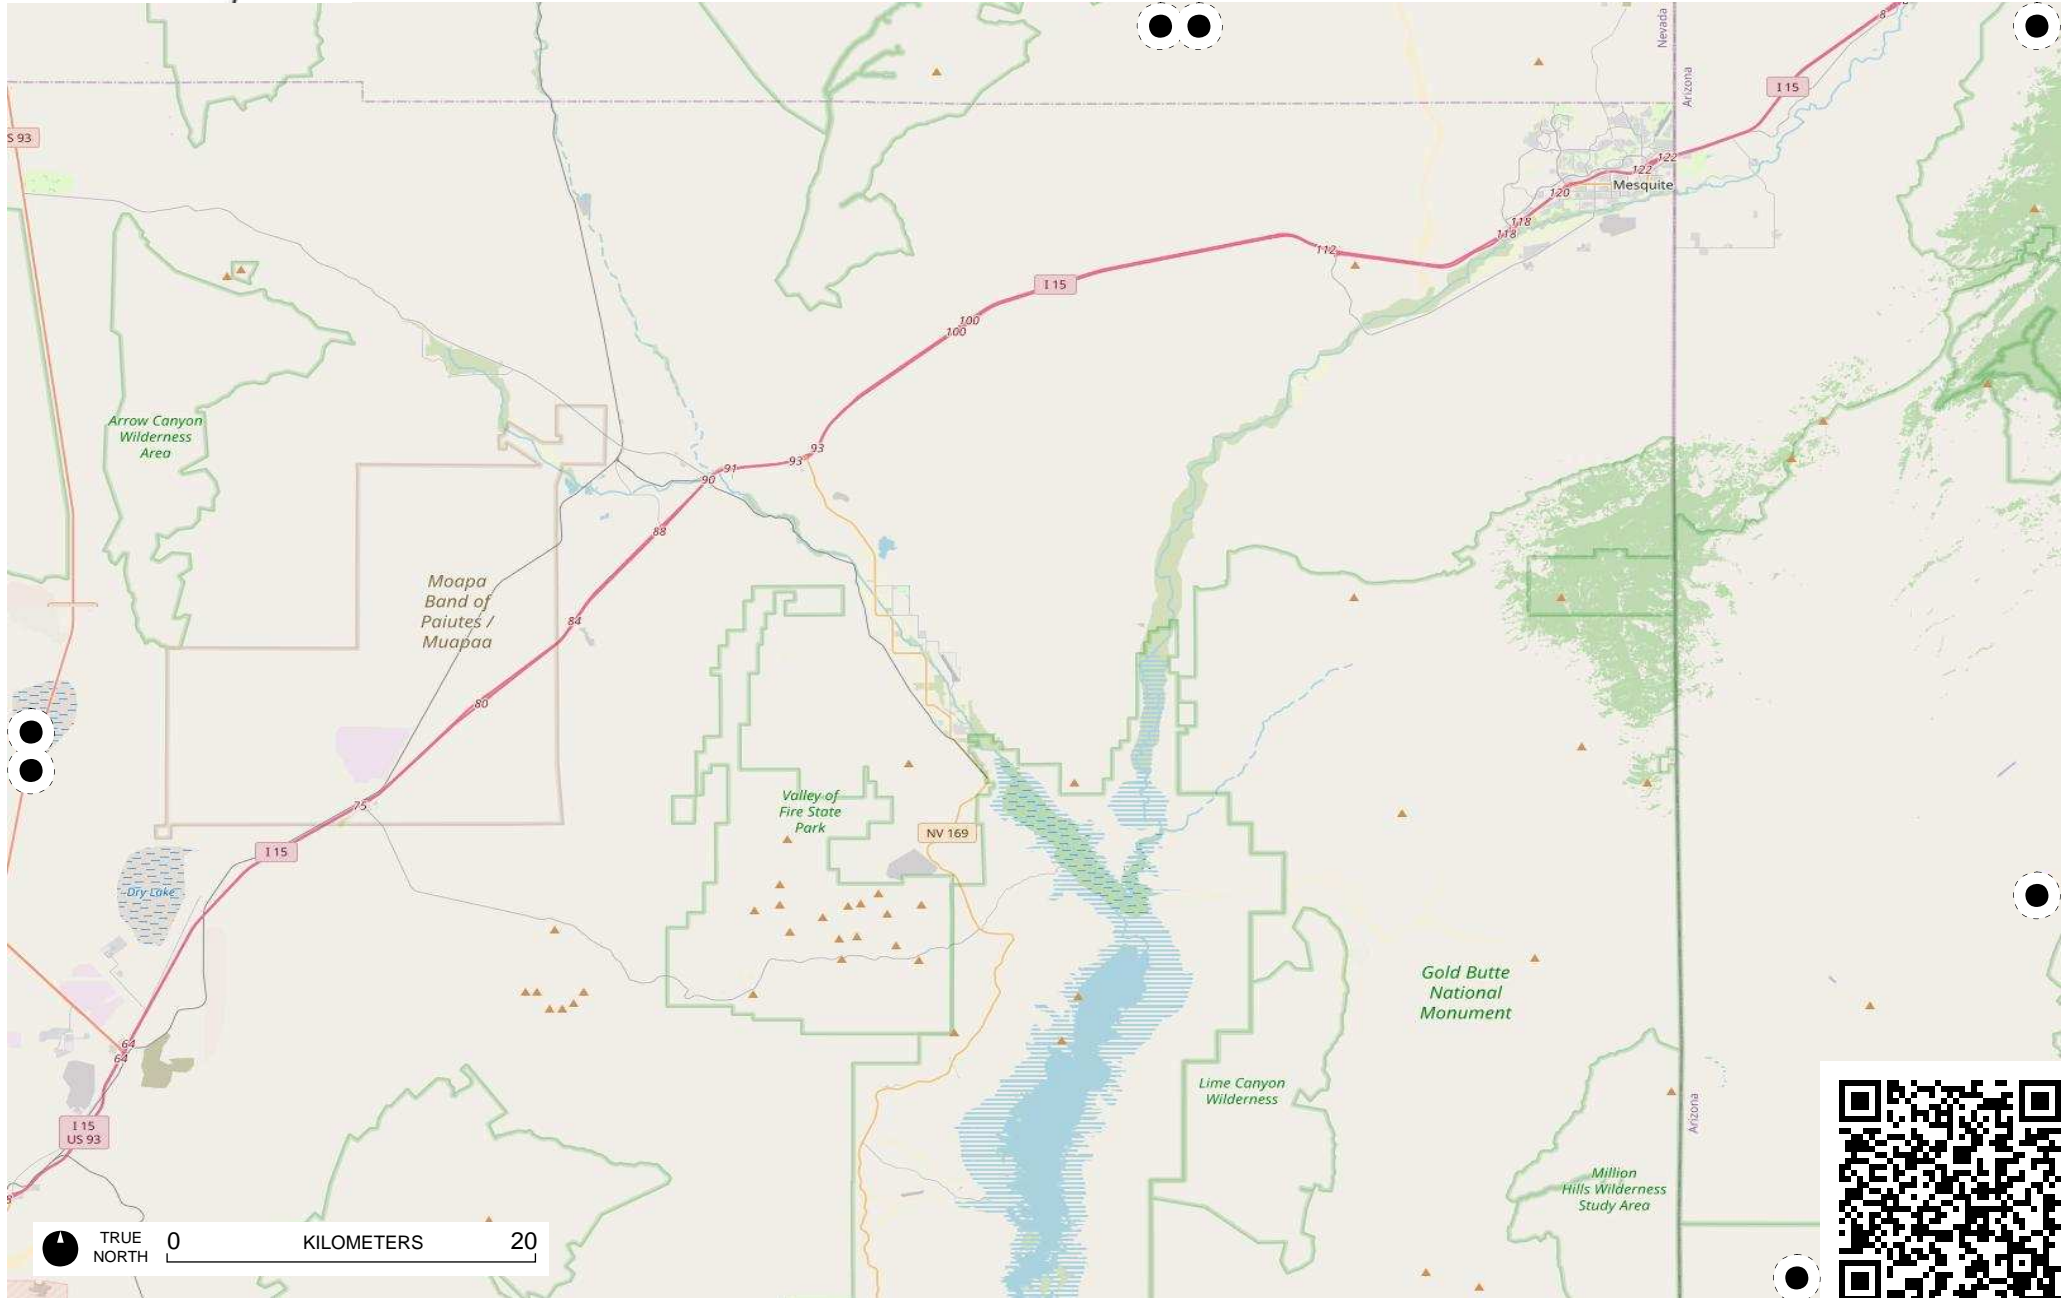 Nevada
Arizona
8
I 15
S 93
122
122
120
Mesquite
118
118
112
I 15
100
100
Arrow Canyon
Wilderness
Area
93
93
91
90
88
Moapa
Band of
Paiutes /
Muapaa
84
80
75
Valley of
Fire State
Park
NV 169
I 15
Dry Lake
Gold Butte
National
Monument
64
64
Lime Canyon
Wilderness
I 15
US 93
Arizona
Million
Hills Wilderness
Study Area
TRUE
NORTH
0 KILOMETERS 20